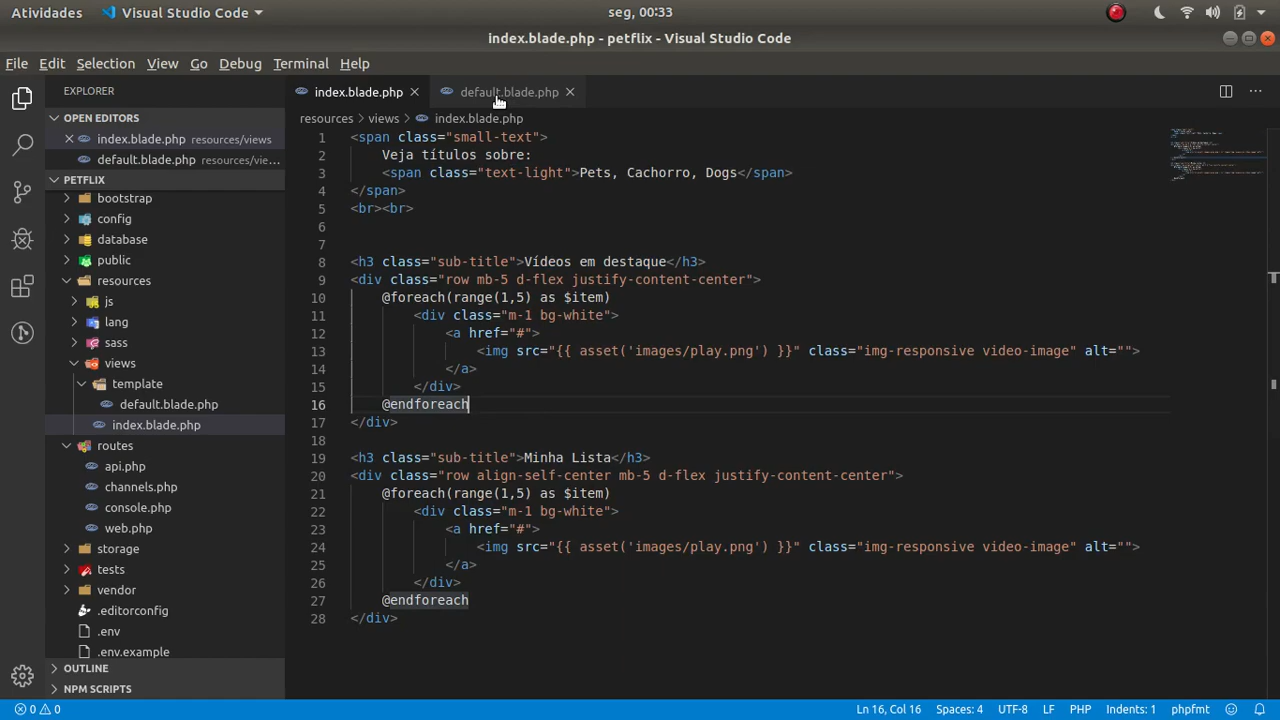 Atividades
Visual Studio Code
seg, 00:33
index.blade.php - petflix - Visual Studio Code
File Edit Selection View Go Debug Terminal Help
EXPLORER
OPEN EDITORS
index.blade.php resources/views
default.blade.php resources/vie...
PETFLIX
bootstrap
config
database
public
resources
js
lang
sass
views
template
default.blade.php
index.blade.php
routes
api.php
channels.php
console.php
web.php
storage
tests
vendor
.editorconfig
.env
.env.example
OUTLINE
NPM SCRIPTS
index.blade.php
default.blade.php
resources views index.blade.php
1 <span class="small-text">
2 Veja títulos sobre:
3 <span class="text-light">Pets, Cachorro, Dogs</span>
4 </span>
5 <br><br>
6
7
8 <h3 class="sub-title">Vídeos em destaque</h3>
9 <div class="row mb-5 d-flex justify-content-center">
10 @foreach(range(1,5) as $item)
11 <div class="m-1 bg-white">
12 <a href="#">
13 <img src="{{ asset('images/play.png') }}" class="img-responsive video-image" alt="">
14 </a>
15 </div>
16 @endforeach
17 </div>
18
19 <h3 class="sub-title">Minha Lista</h3>
20 <div class="row align-self-center mb-5 d-flex justify-content-center">
21 @foreach(range(1,5) as $item)
22 <div class="m-1 bg-white">
23 <a href="#">
24 <img src="{{ asset('images/play.png') }}" class="img-responsive video-image" alt="">
25 </a>
26 </div>
27 @endforeach
28 </div>
0 0
Ln 16, Col 16
Spaces: 4
UTF-8
LF
PHP
Indents: 1
phpfmt